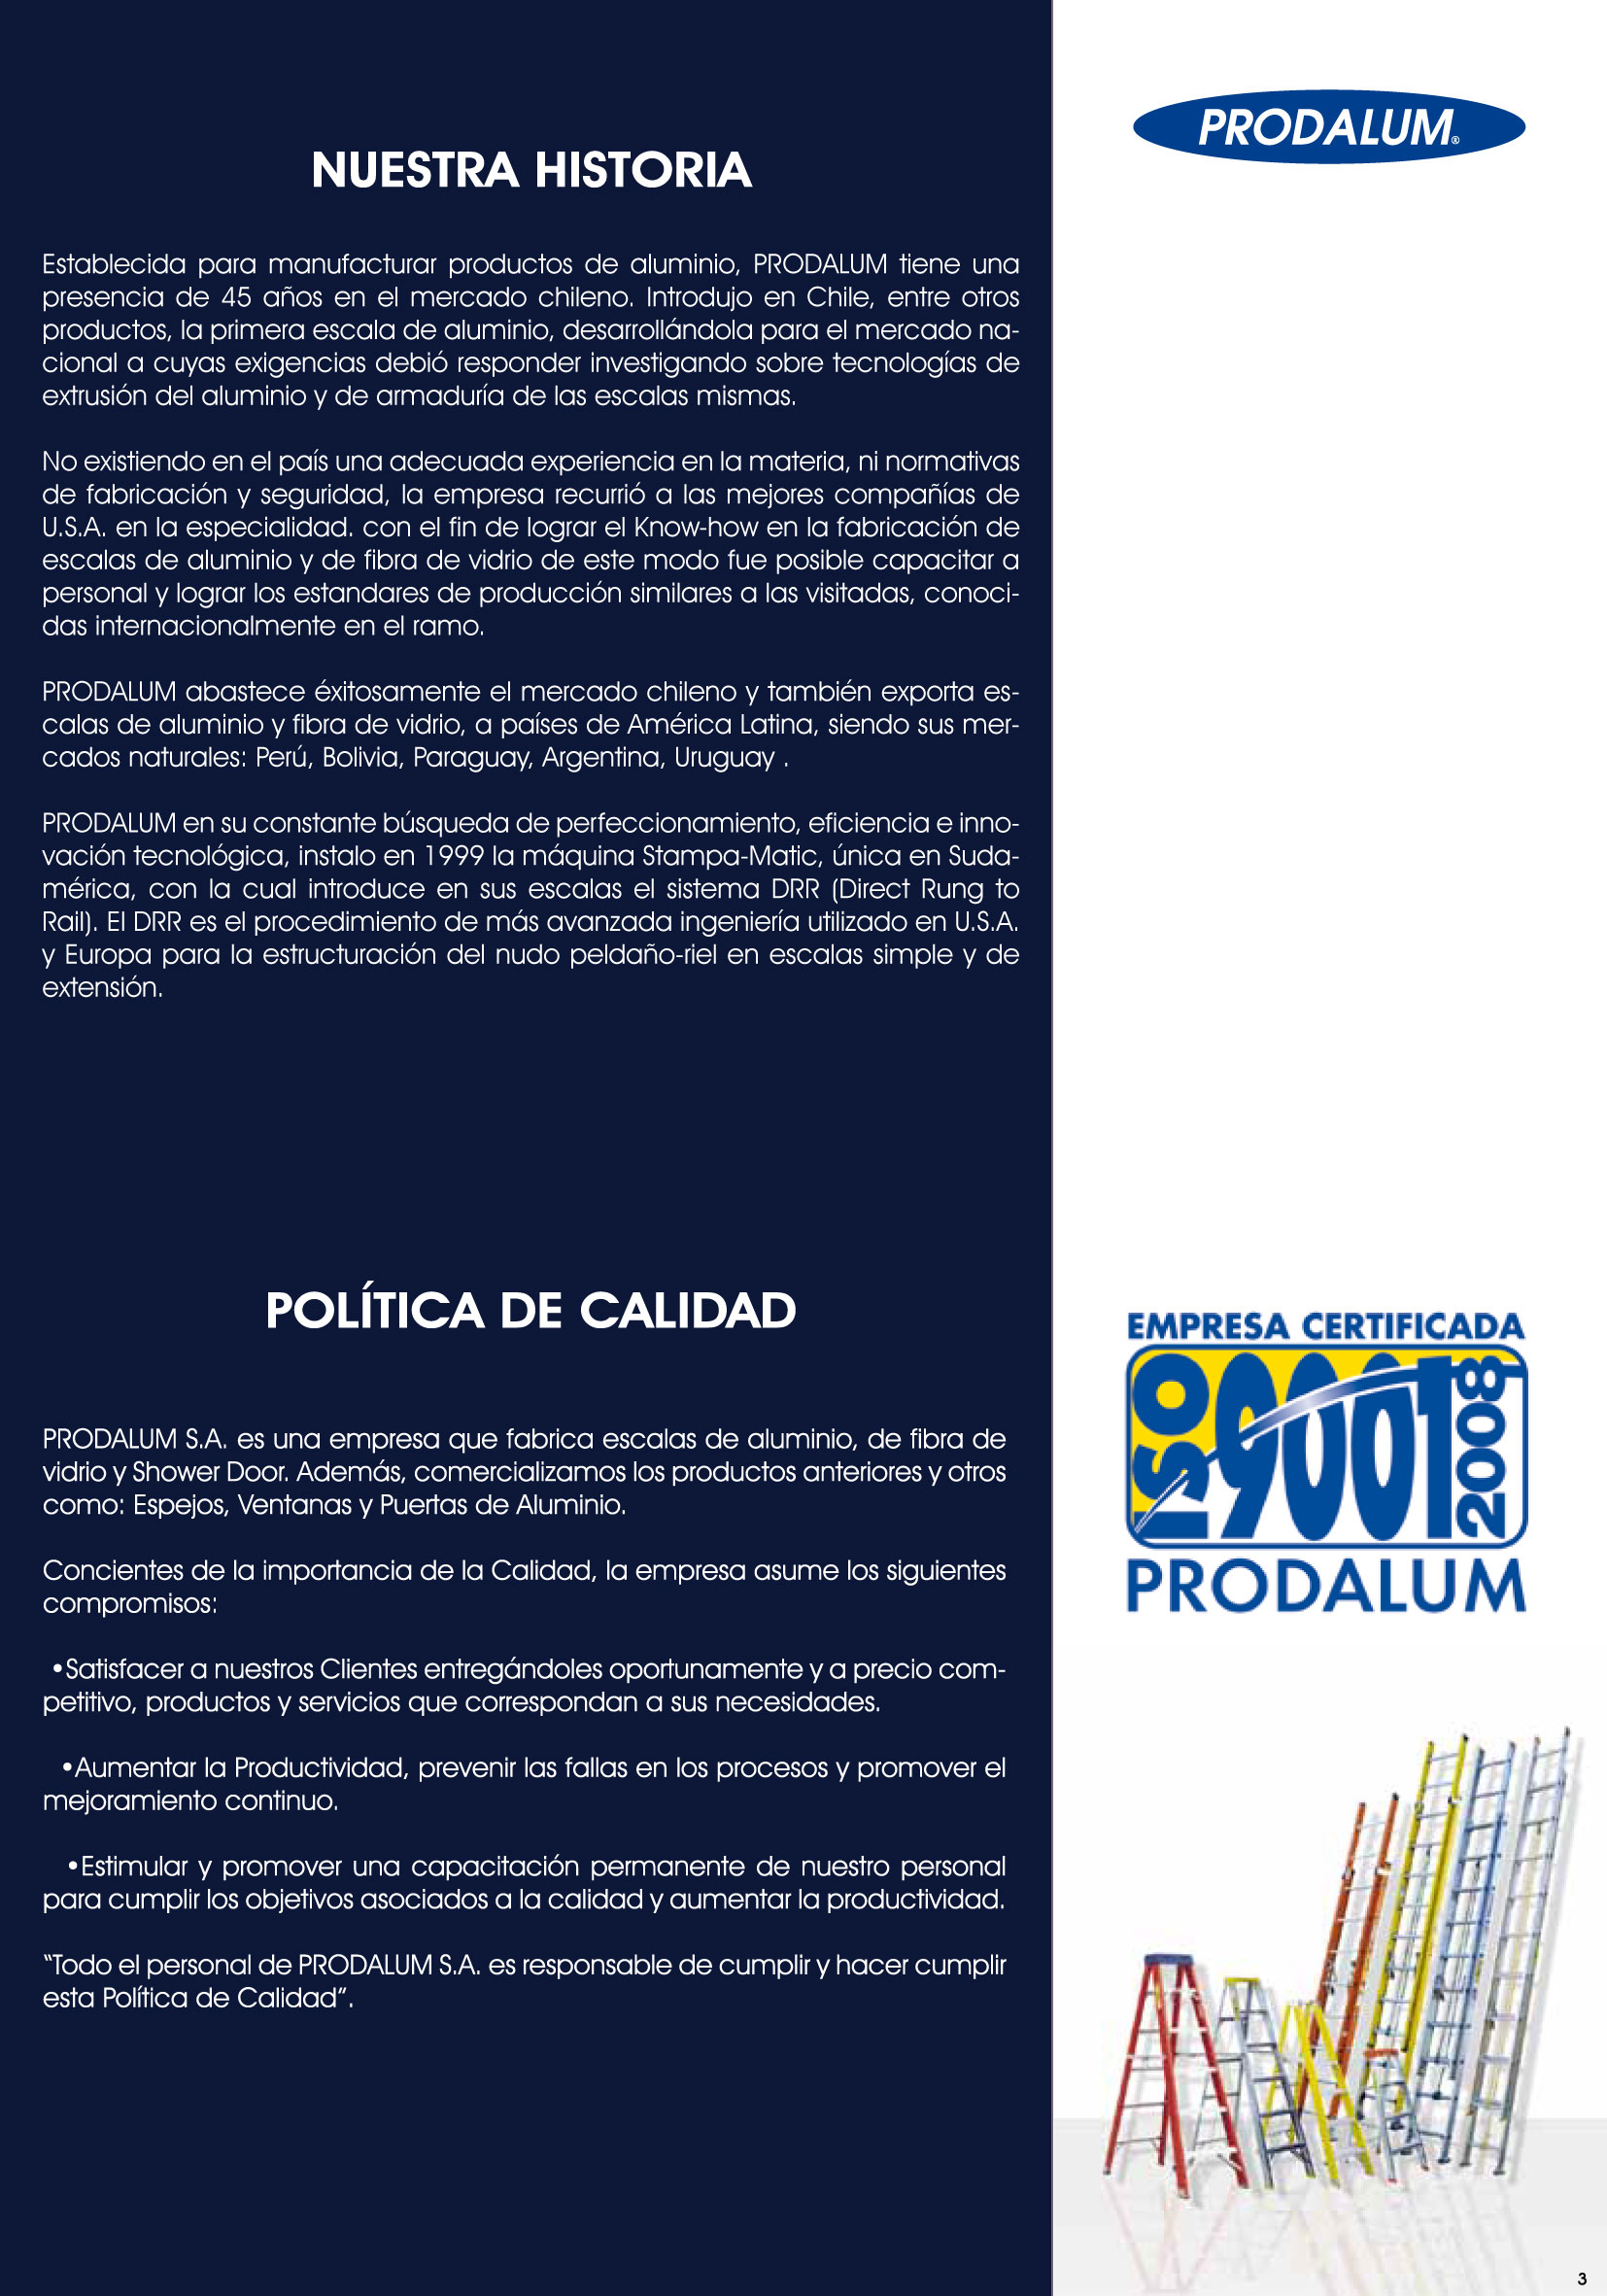 NUESTRA HISTORIA
Establecida para manufacturar productos de aluminio, PRODALUM tiene una
presencia de 45 años en el mercado chileno. Introdujo en Chile, entre otros
productos, la primera escala de aluminio, desarrollándola para el mercado na-
cional a cuyas exigencias debió responder investigando sobre tecnologías de
extrusión del aluminio y de armaduría de las escalas mismas.
No existiendo en el país una adecuada experiencia en la materia, ni normativas
de fabricación y seguridad, la empresa recurrió a las mejores compañías de
U.S.A. en la especialidad. con el fin de lograr el Know-how en la fabricación de
escalas de aluminio y de fibra de vidrio de este modo fue posible capacitar a
personal y lograr los estandares de producción similares a las visitadas, conoci-
das internacionalmente en el ramo.
PRODALUM abastece éxitosamente el mercado chileno y también exporta es-
calas de aluminio y fibra de vidrio, a países de América Latina, siendo sus mer-
cados naturales: Perú, Bolivia, Paraguay, Argentina, Uruguay .
PRODALUM en su constante búsqueda de perfeccionamiento, eficiencia e inno-
vación tecnológica, instalo en 1999 la máquina Stampa-Matic, única en Suda-
mérica, con la cual introduce en sus escalas el sistema DRR (Direct Rung to
Rail). El DRR es el procedimiento de más avanzada ingeniería utilizado en U.S.A.
y Europa para la estructuración del nudo peldaño-riel en escalas simple y de
extensión.
POLÍTICA DE CALIDAD
PRODALUM S.A. es una empresa que fabrica escalas de aluminio, de fibra de
vidrio y Shower Door. Además, comercializamos los productos anteriores y otros
como: Espejos, Ventanas y Puertas de Aluminio.
Concientes de la importancia de la Calidad, la empresa asume los siguientes
compromisos:
•Satisfacer a nuestros Clientes entregándoles oportunamente y a precio com-
petitivo, productos y servicios que correspondan a sus necesidades.
•Aumentar la Productividad, prevenir las fallas en los procesos y promover el
mejoramiento continuo.
•Estimular y promover una capacitación permanente de nuestro personal
para cumplir los objetivos asociados a la calidad y aumentar la productividad.
“Todo el personal de PRODALUM S.A. es responsable de cumplir y hacer cumplir
esta Política de Calidad”.
PRODALUM®
EMPRESA CERTIFICADA
ISO 9001 2008
PRODALUM
3